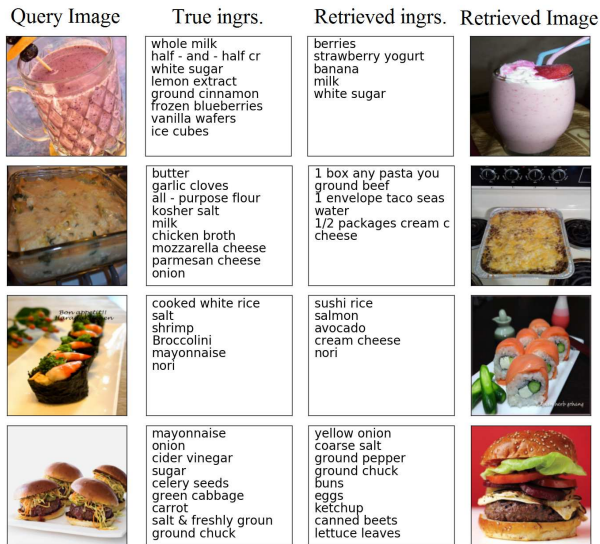 Query Image
True ingrs.
Retrieved ingrs.
Retrieved Image
whole milk
half - and - half cr
white sugar
lemon extract
ground cinnamon
frozen blueberries
vanilla wafers
ice cubes
berries
strawberry yogurt
banana
milk
white sugar
butter
garlic cloves
all - purpose flour
kosher salt
milk
chicken broth
mozzarella cheese
parmesan cheese
onion
1 box any pasta you
ground beef
1 envelope taco seas
water
1/2 packages cream c
cheese
Bon appetit!!
cooked white rice
salt
shrimp
Broccolini
mayonnaise
nori
sushi rice
salmon
avocado
cream cheese
nori
mayonnaise
onion
cider vinegar
sugar
celery seeds
green cabbage
carrot
salt & freshly groun
ground chuck
yellow onion
coarse salt
ground pepper
ground chuck
buns
eggs
ketchup
canned beets
lettuce leaves